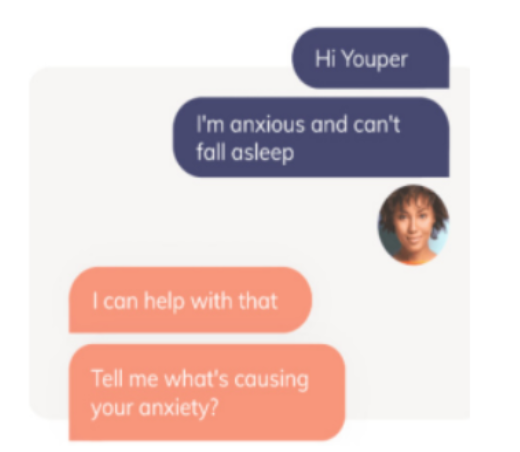 Hi Youper
I'm anxious and can't
fall asleep
I can help with that
Tell me what's causing
your anxiety?